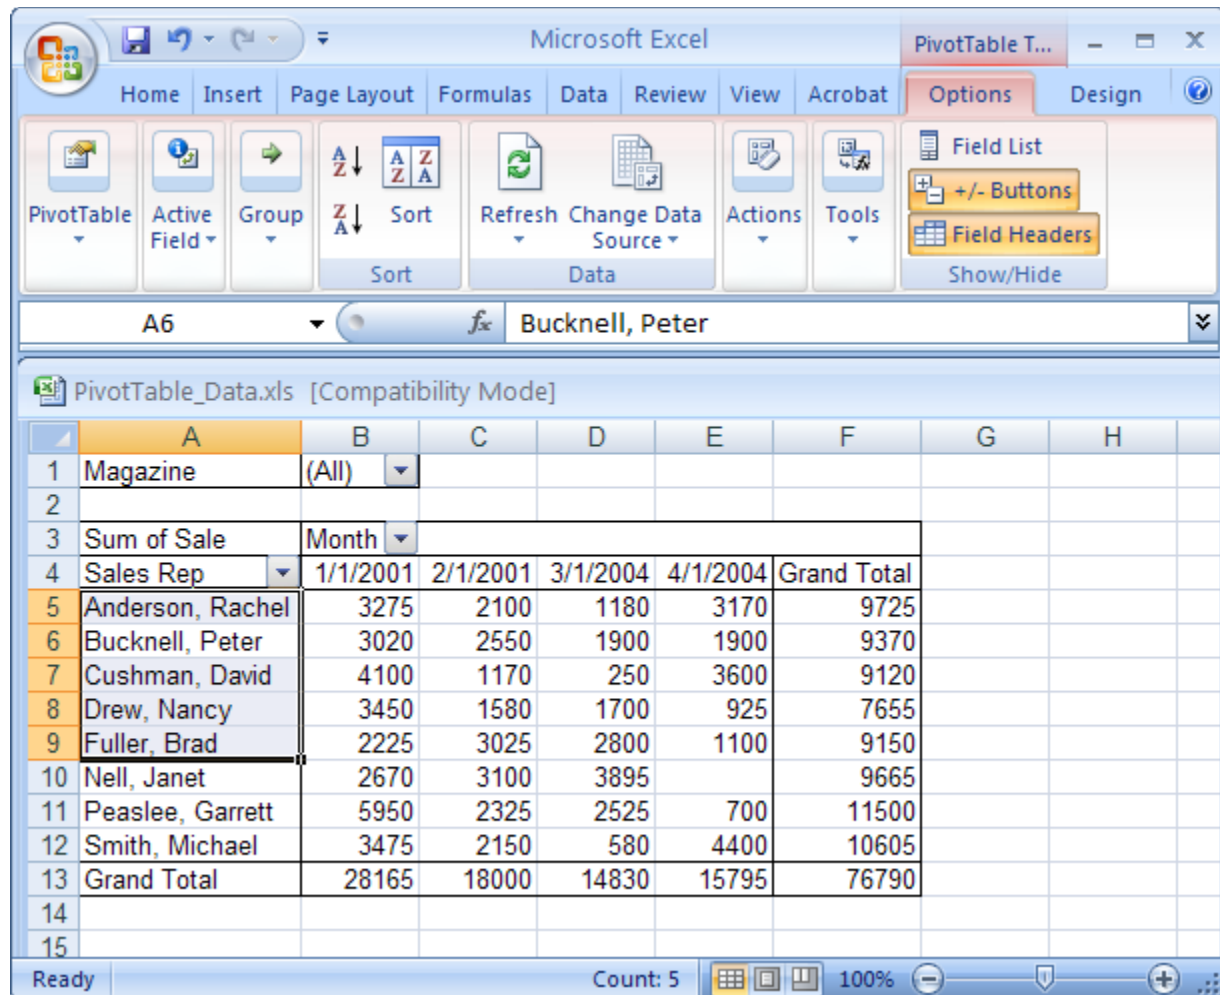 Microsoft Excel PivotTable T...
Home Insert Page Layout Formulas Data Review View Acrobat Options Design
PivotTable
Active Field
Group
Sort
Sort
Refresh
Change Data Source
Data
Actions
Tools
Field List
+/- Buttons
Field Headers
Show/Hide
A6 fx Bucknell, Peter
PivotTable_Data.xls [Compatibility Mode]
A B C D E F G H
1 Magazine (All)
2
3 Sum of Sale Month
4 Sales Rep 1/1/2001 2/1/2001 3/1/2004 4/1/2004 Grand Total
5 Anderson, Rachel 3275 2100 1180 3170 9725
6 Bucknell, Peter 3020 2550 1900 1900 9370
7 Cushman, David 4100 1170 250 3600 9120
8 Drew, Nancy 3450 1580 1700 925 7655
9 Fuller, Brad 2225 3025 2800 1100 9150
10 Nell, Janet 2670 3100 3895 9665
11 Peaslee, Garrett 5950 2325 2525 700 11500
12 Smith, Michael 3475 2150 580 4400 10605
13 Grand Total 28165 18000 14830 15795 76790
14
15
Ready Count: 5 100%